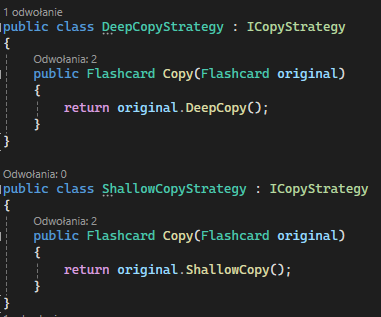 1 odwołanie
public class DeepCopyStrategy : ICopyStrategy
{
Odwołania: 2
public Flashcard Copy(Flashcard original)
{
return original.DeepCopy();
}
}
Odwołania: 0
public class ShallowCopyStrategy : ICopyStrategy
{
Odwołania: 2
public Flashcard Copy(Flashcard original)
{
return original.ShallowCopy();
}
}